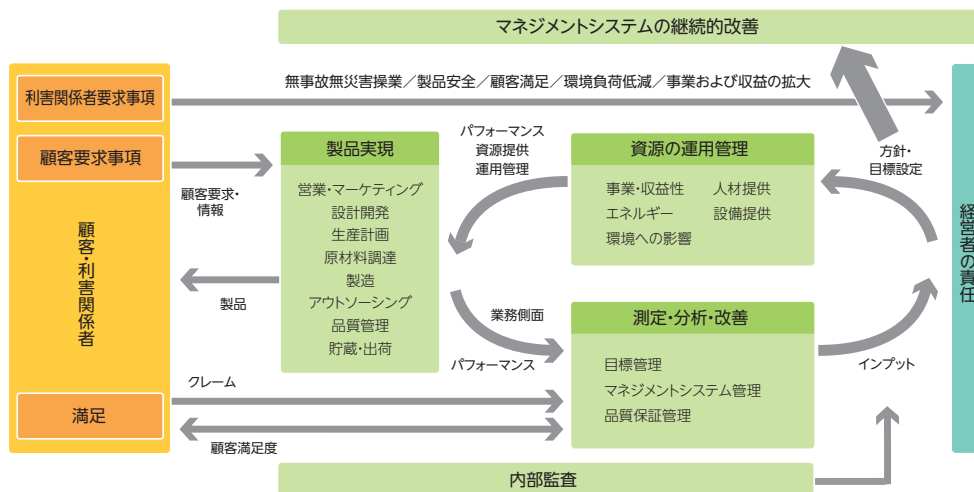 マネジメントシステムの継続的改善
無事故無災害操業／製品安全／顧客満足／環境負荷低減／事業および収益の拡大
利害関係者要求事項
顧客要求事項
顧客・利害関係者
満足
顧客要求・
情報
製品
クレーム
顧客満足度
製品実現
営業・マーケティング
設計開発
生産計画
原材料調達
製造
アウトソーシング
品質管理
貯蔵・出荷
パフォーマンス
資源提供
運用管理
業務側面
パフォーマンス
資源の運用管理
事業・収益性 人材提供
エネルギー 設備提供
環境への影響
測定・分析・改善
目標管理
マネジメントシステム管理
品質保証管理
方針・
目標設定
インプット
経営者の責任
内部監査